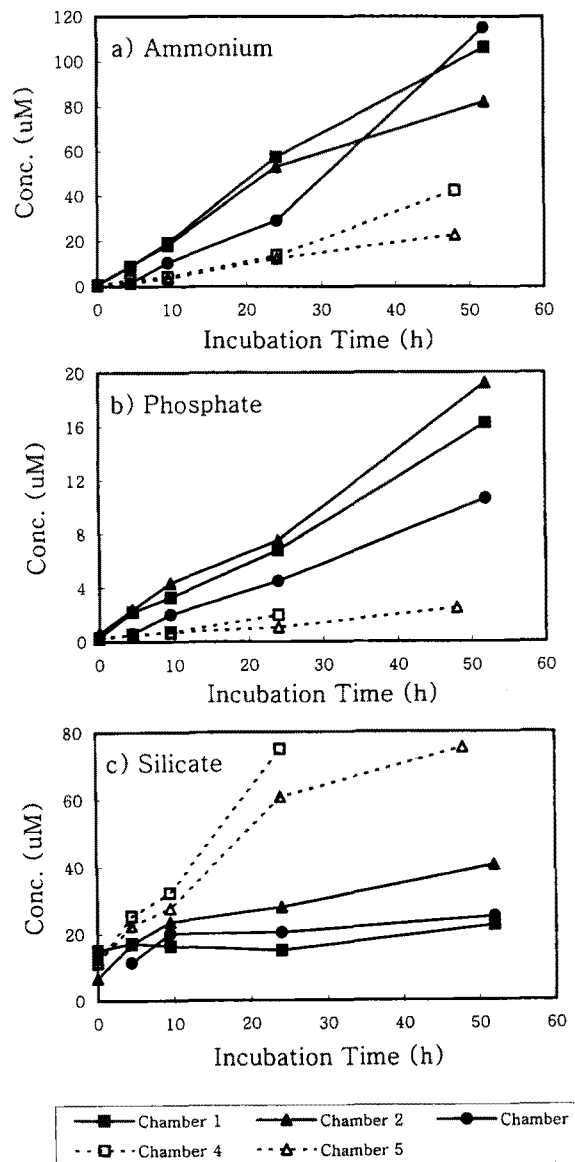 a) Ammonium
120
100
80
60
40
20
0
Conc. (uM)
0 10 20 30 40 50 60
Incubation Time (h)
b) Phosphate
20
16
12
8
4
0
Conc. (uM)
0 10 20 30 40 50 60
Incubation Time (h)
c) Silicate
80
60
40
20
0
Conc. (uM)
0 10 20 30 40 50 60
Incubation Time (h)
Chamber 1 Chamber 2 Chamber
Chamber 4 Chamber 5